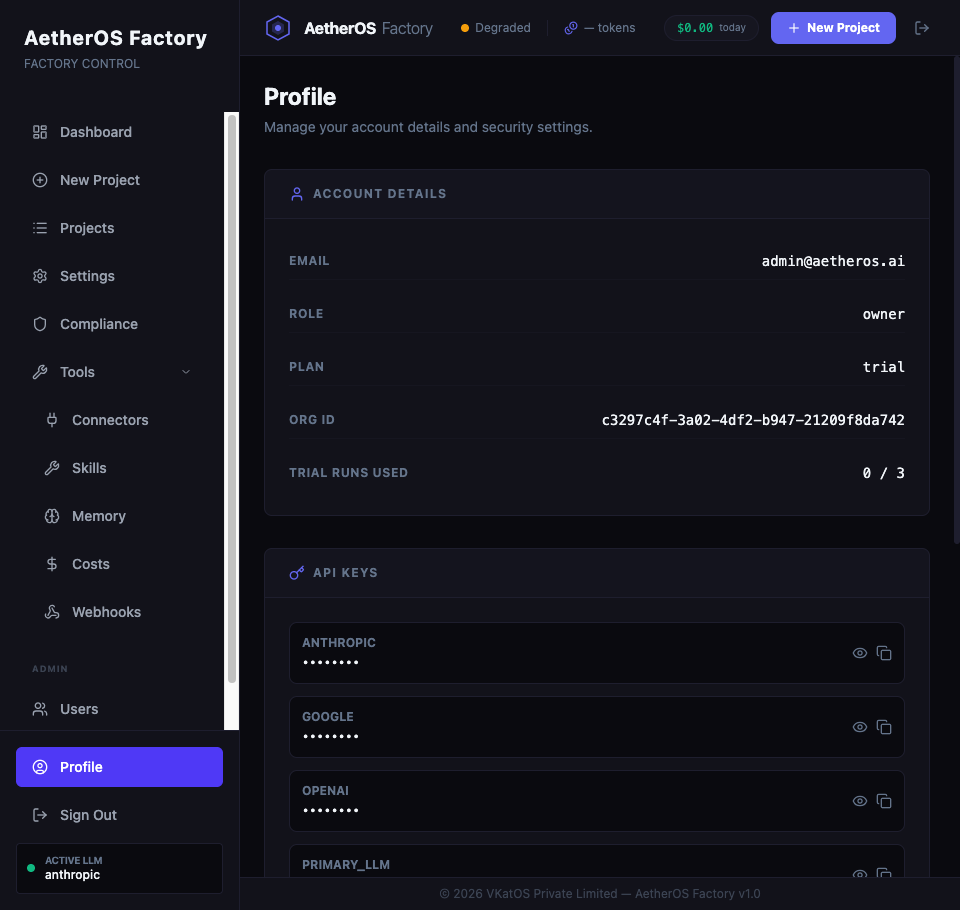 AetherOS Factory
FACTORY CONTROL
Dashboard
New Project
Projects
Settings
Compliance
Tools
Connectors
Skills
Memory
Costs
Webhooks
ADMIN
Users
Profile
Sign Out
ACTIVE LLM
anthropic
AetherOS Factory
Degraded
— tokens
$0.00 today
+ New Project
Profile
Manage your account details and security settings.
ACCOUNT DETAILS
EMAIL admin@aetheros.ai
ROLE owner
PLAN trial
ORG ID c3297c4f-3a02-4df2-b947-21209f8da742
TRIAL RUNS USED 0 / 3
API KEYS
ANTHROPIC
••••••••
GOOGLE
••••••••
OPENAI
••••••••
PRIMARY_LLM
© 2026 VKatOS Private Limited — AetherOS Factory v1.0